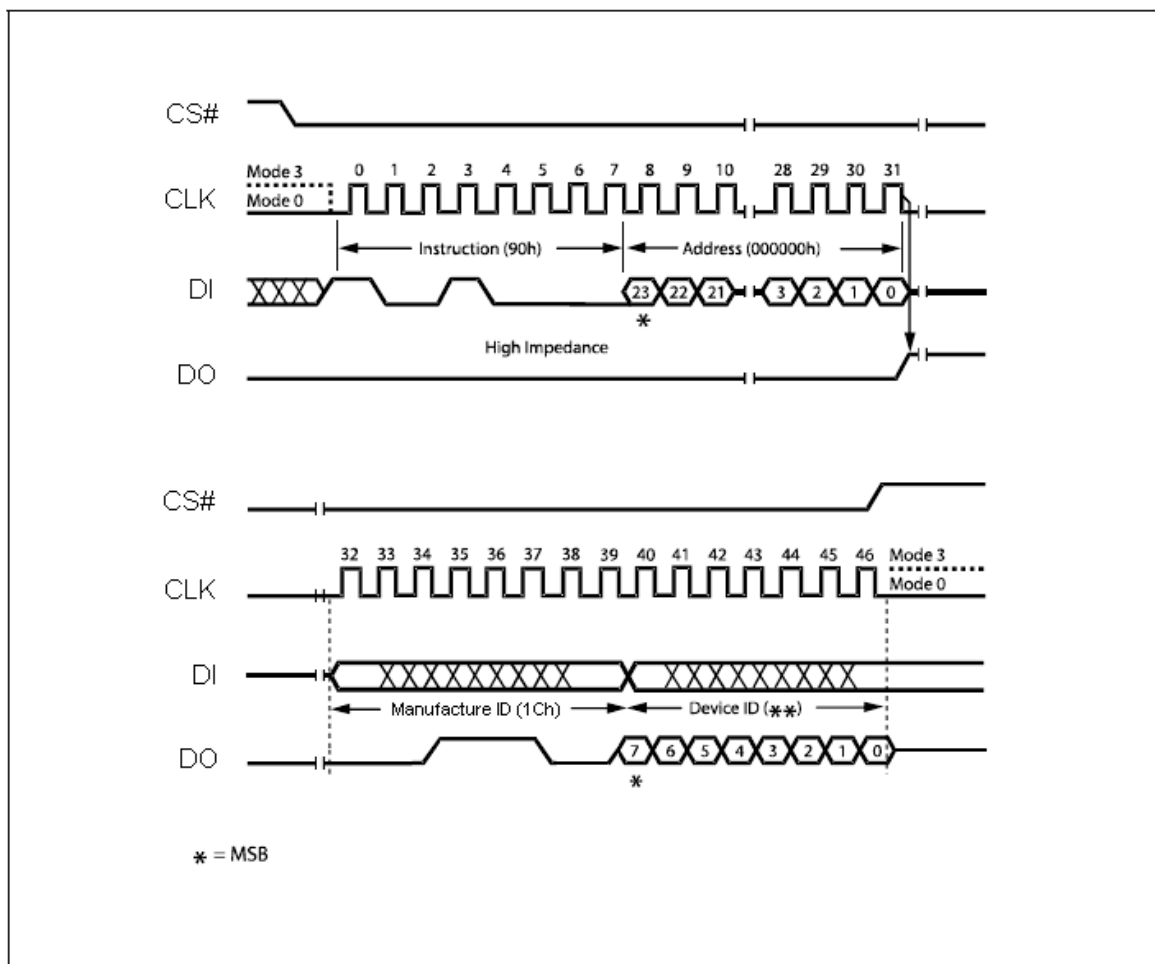 CS#
Mode 3
0 1 2 3 4 5 6 7 8 9 10 28 29 30 31
CLK
Mode 0
Instruction (90h) Address (000000h)
DI
23 22 21 3 2 1 0
*
High Impedance
DO
CS#
32 33 34 35 36 37 38 39 40 41 42 43 44 45 46
Mode 3
CLK
Mode 0
DI
Manufacture ID (1Ch) Device ID (**)
DO
7 6 5 4 3 2 1 0
*
* = MSB